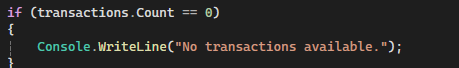 if (transactions.Count == 0)
{
    Console.WriteLine("No transactions available.");
}